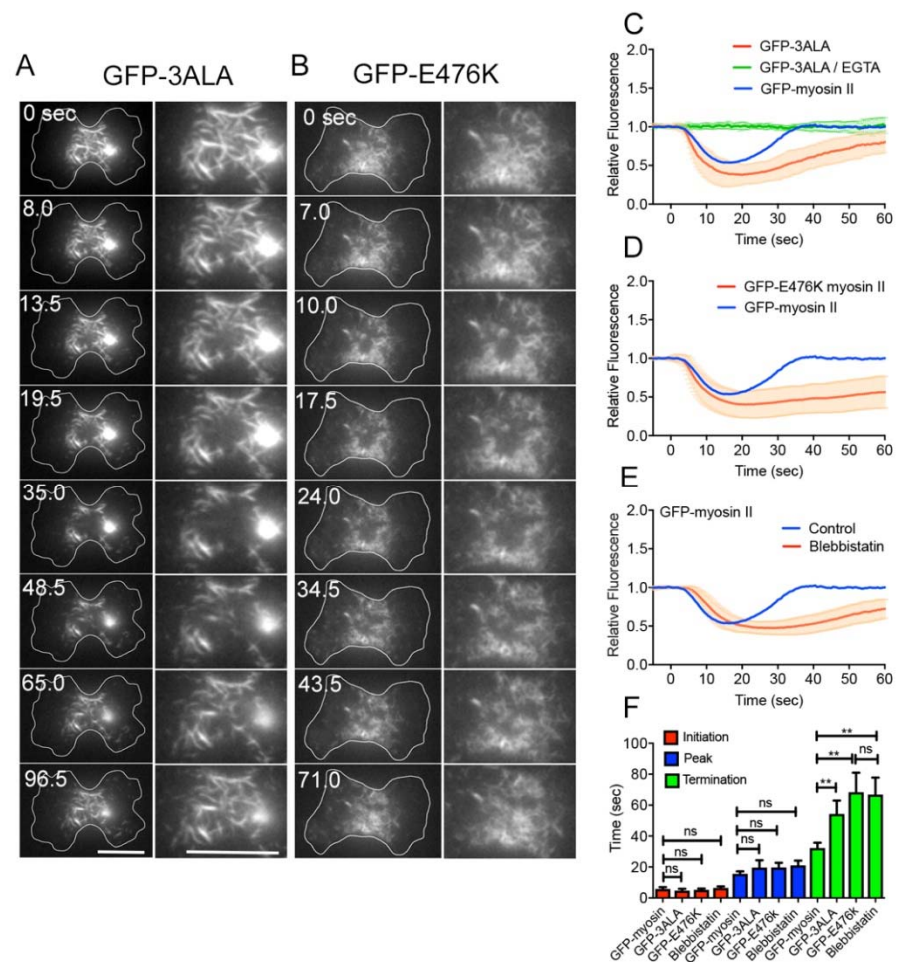 A
GFP-3ALA
0 sec
8.0
13.5
19.5
35.0
48.5
65.0
96.5
B
GFP-E476K
0 sec
7.0
10.0
17.5
24.0
34.5
43.5
71.0
C
2.0
1.5
1.0
0.5
0.0
Relative Fluorescence
GFP-3ALA
GFP-3ALA / EGTA
GFP-myosin II
0 10 20 30 40 50 60
Time (sec)
D
2.0
1.5
1.0
0.5
0.0
Relative Fluorescence
GFP-E476K myosin II
GFP-myosin II
0 10 20 30 40 50 60
Time (sec)
E
2.0
1.5
1.0
0.5
0.0
Relative Fluorescence
GFP-myosin II
Control
Blebbistatin
0 10 20 30 40 50 60
Time (sec)
F
100
80
60
40
20
0
Time (sec)
Initiation
Peak
Termination
ns
ns
ns
ns
ns
ns
**
**
**
ns
GFP-myosin
GFP-3ALA
GFP-E476K
Blebbistatin
GFP-myosin
GFP-3ALA
GFP-E476k
Blebbistatin
GFP-myosin
GFP-3ALA
GFP-E476k
Blebbistatin